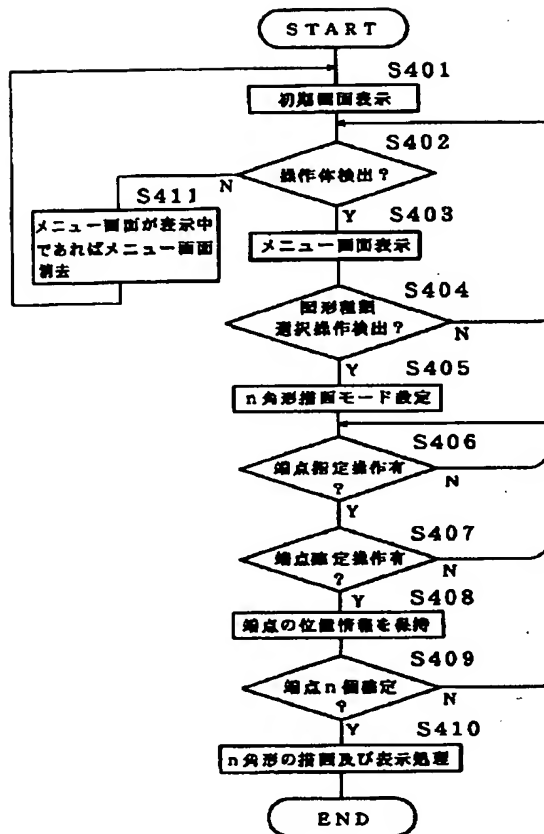 START
S401
初期画面表示
S402
操作体検出?
N
Y
S411
メニュー画面が表示中
であればメニュー画面
消去
S403
メニュー画面表示
S404
図形種類
選択操作検出?
N
Y
S405
n角形描画モード設定
S406
端点指定操作有
?
N
Y
S407
端点確定操作有
?
N
Y
S408
端点の位置情報を保持
S409
端点n個確定
?
N
Y
S410
n角形の描画及び表示処理
END